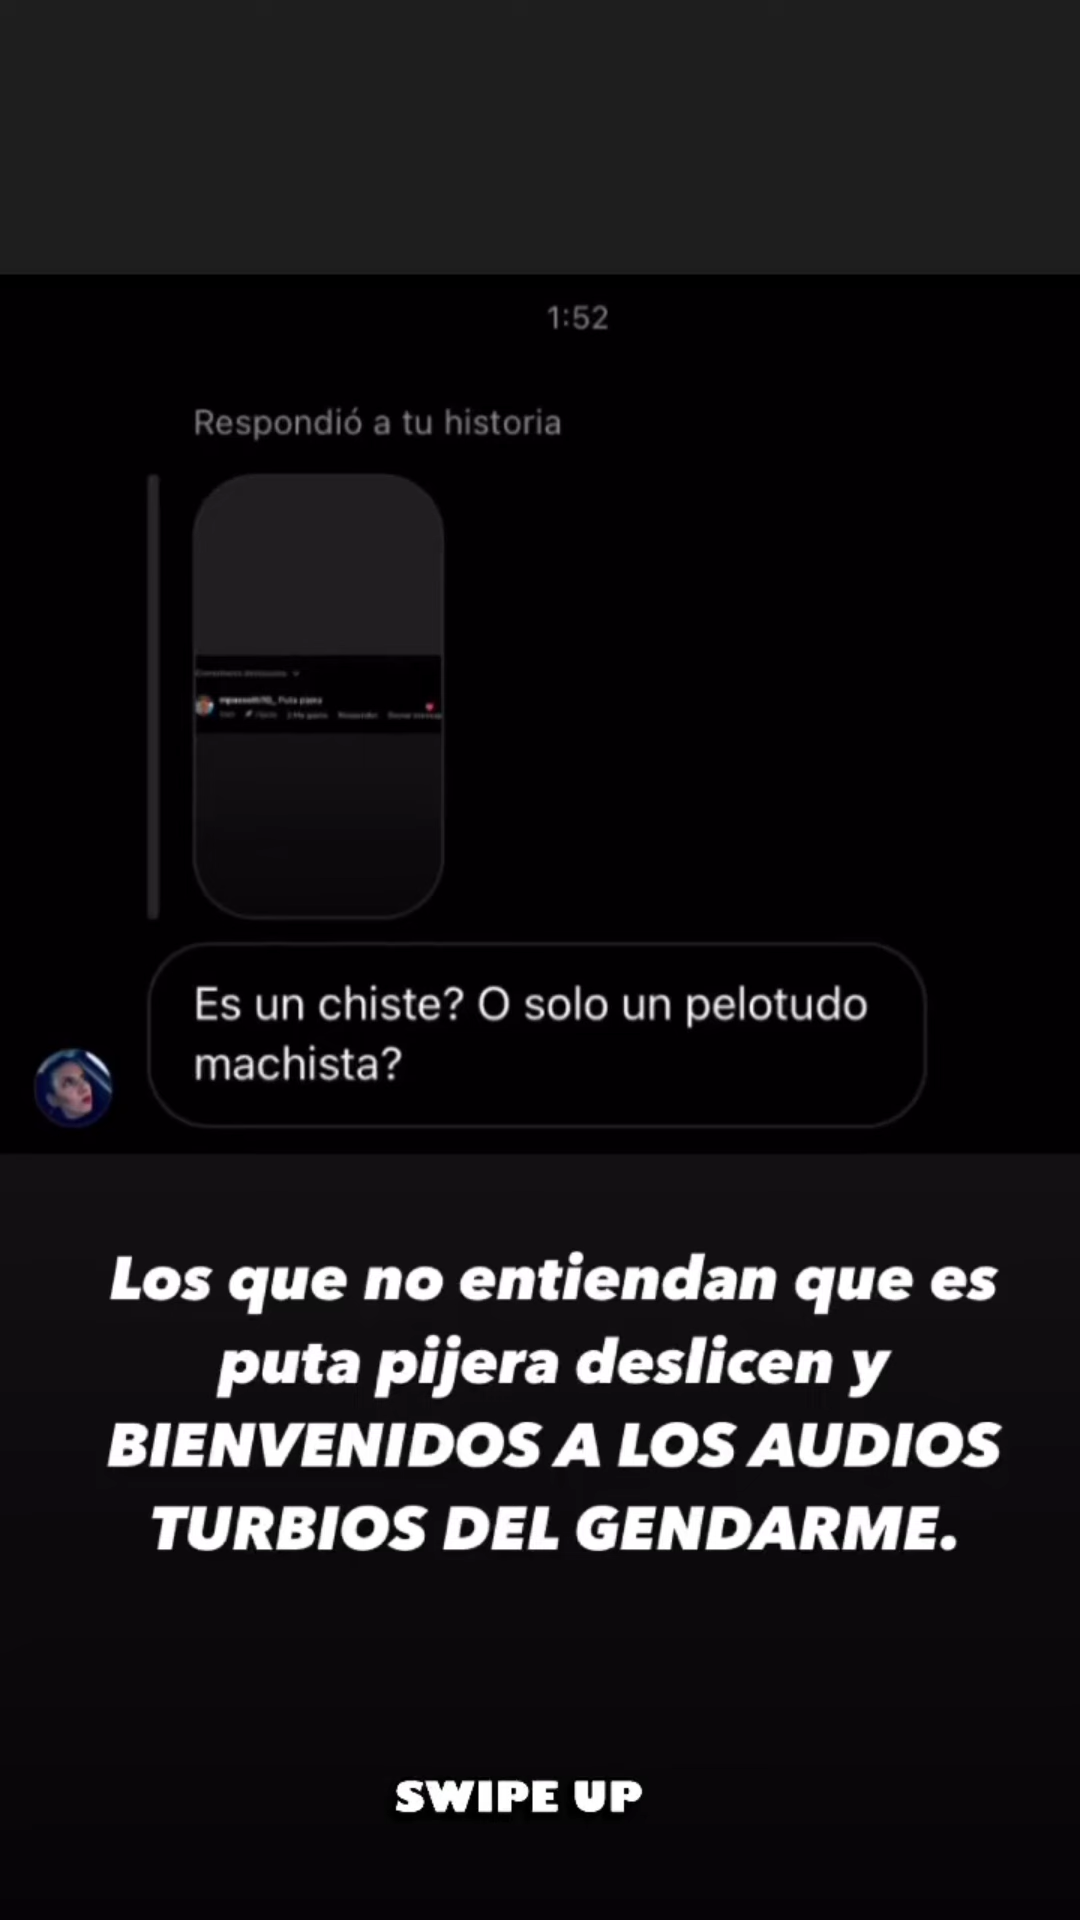 1:52
Respondió a tu historia
Es un chiste? O solo un pelotudo
machista?
Los que no entiendan que es
puta pijera deslicen y
BIENVENIDOS A LOS AUDIOS
TURBIOS DEL GENDARME.
SWIPE UP